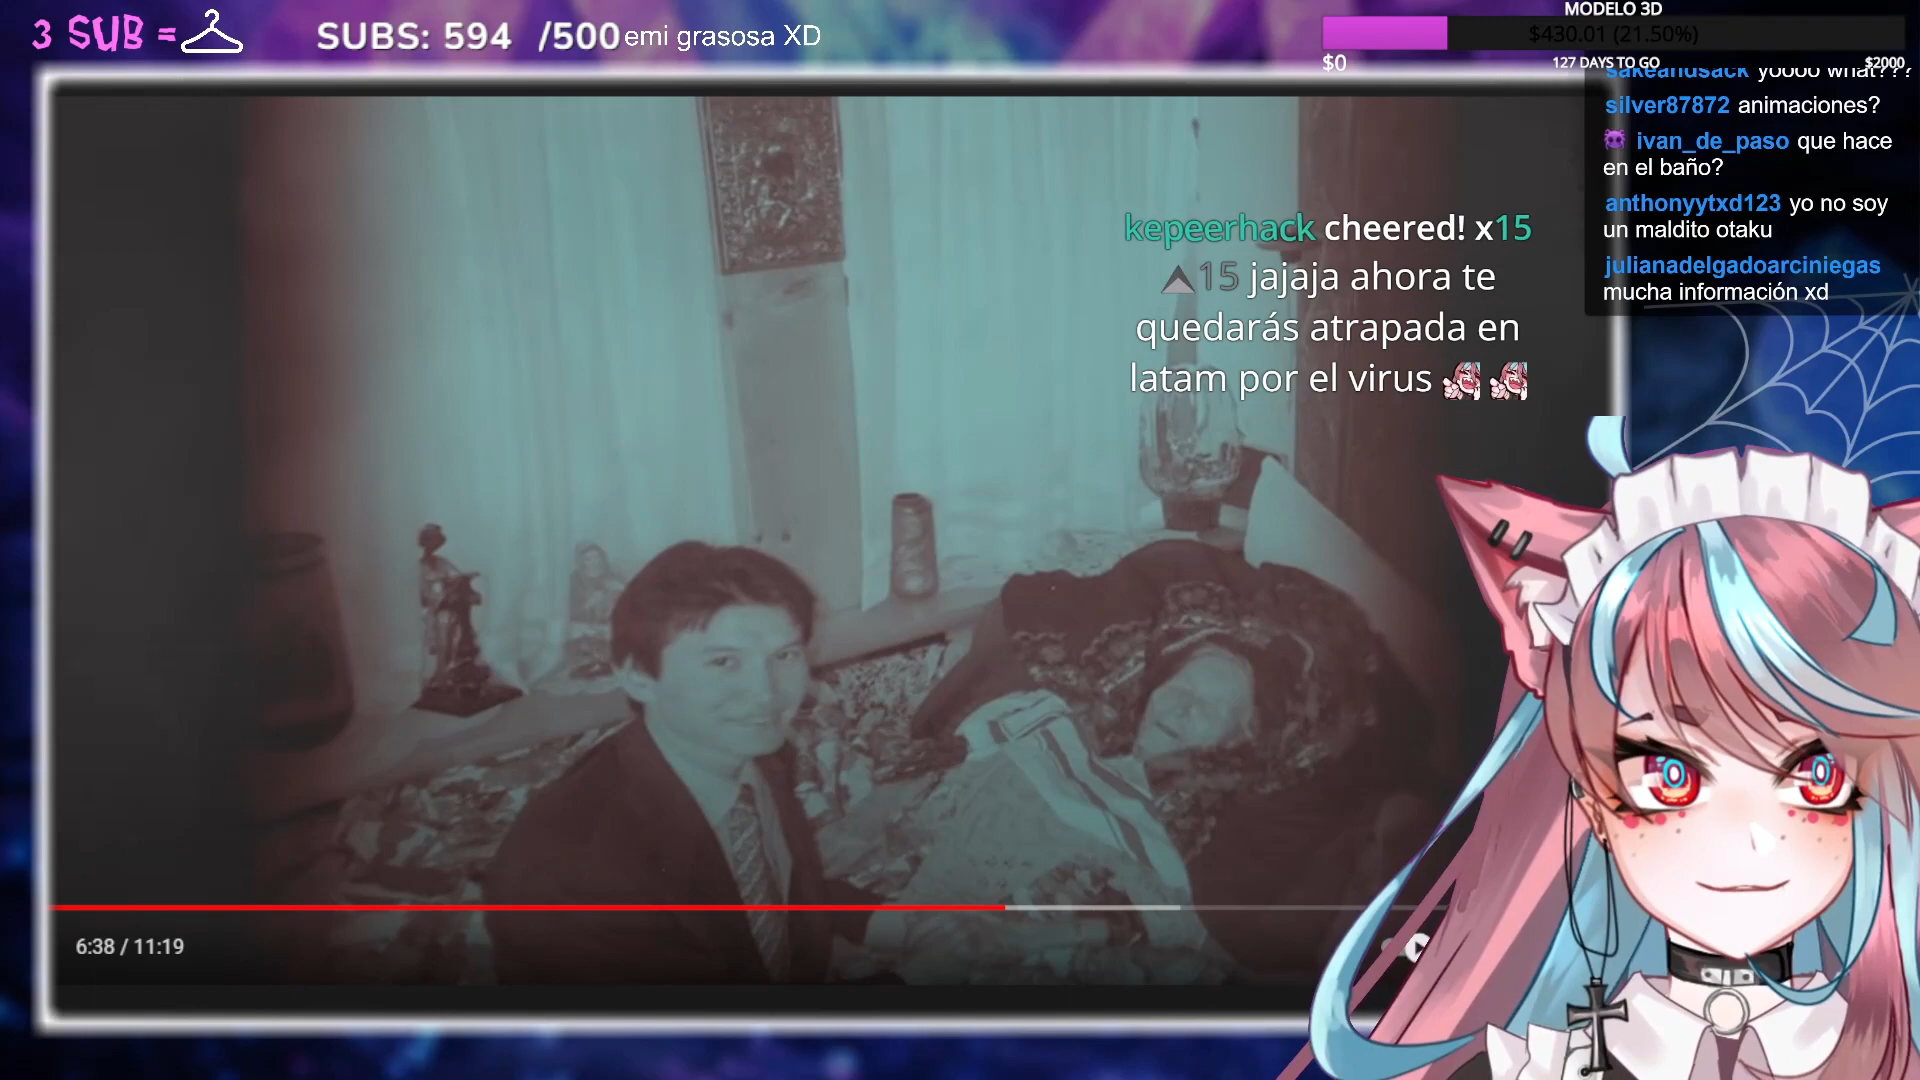 3 SUB =
SUBS: 594 /500 emi grasosa XD
MODELO 3D
$430.01 (21.50%)
$0
127 DAYS TO GO
$2000
sakeandsack yoooo what???
silver87872 animaciones?
ivan_de_paso que hace
en el baño?
anthonyytxd123 yo no soy
un maldito otaku
julianadelgadoarciniegas
mucha información xd
kepeerhack cheered! x15
15 jajaja ahora te
quedarás atrapada en
latam por el virus
6:38 / 11:19